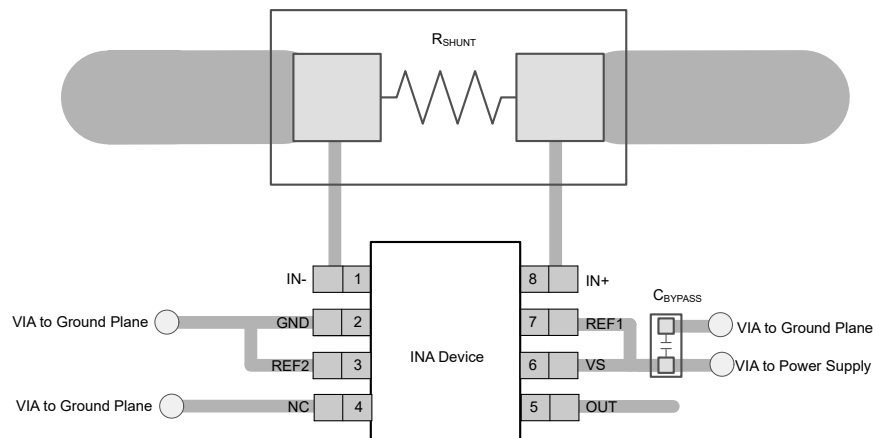 RSHUNT
IN- 1
8 IN+
CBYPASS
VIA to Ground Plane
GND 2
7 REF1
VIA to Ground Plane
INA Device
REF2 3
6 VS
VIA to Power Supply
VIA to Ground Plane
NC 4
5 OUT